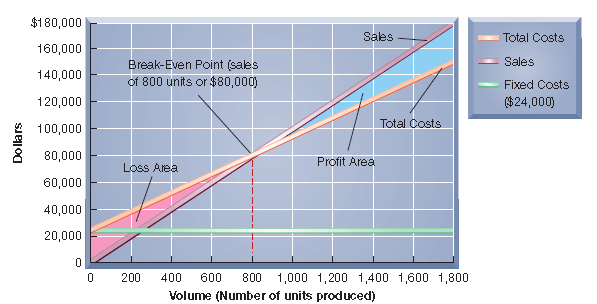 $180,000
160,000
140,000
120,000
100,000
80,000
60,000
40,000
20,000
0
Dollars
Sales
Break-Even Point (sales
of 800 units or $80,000)
Total Costs
Profit Area
Loss Area
0 200 400 600 800 1,000 1,200 1,400 1,600 1,800
Volume (Number of units produced)
Total Costs
Sales
Fixed Costs
($24,000)